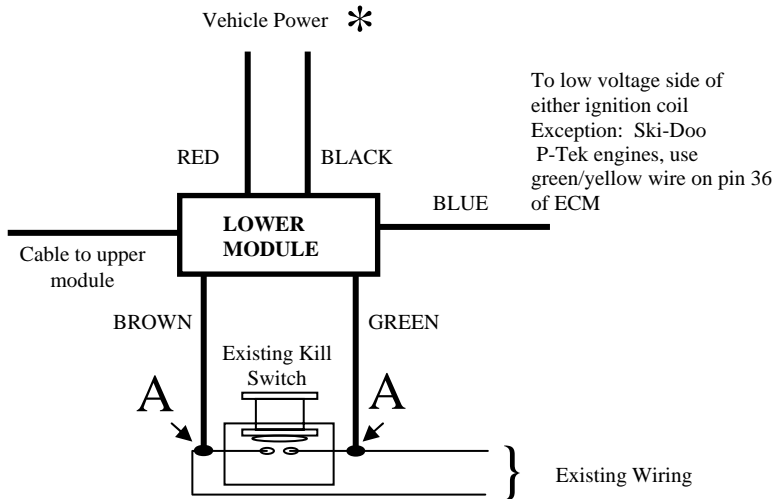 Vehicle Power *
To low voltage side of
either ignition coil
Exception: Ski-Doo
P-Tek engines, use
green/yellow wire on pin 36
of ECM
RED
BLACK
BLUE
LOWER
MODULE
Cable to upper
module
BROWN
GREEN
Existing Kill
Switch
A
A
Existing Wiring